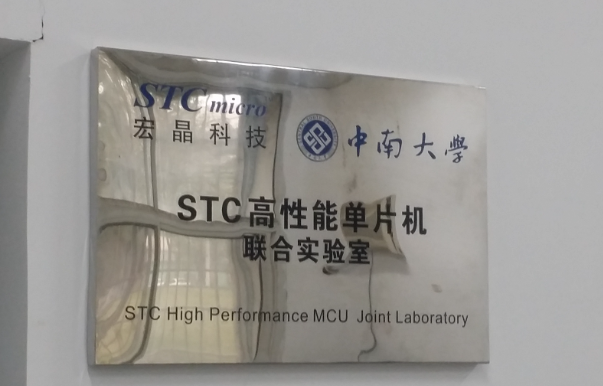 STC micro
宏晶科技
中南大學
STC高性能单片机
联合实验室
STC High Performance MCU Joint Laboratory